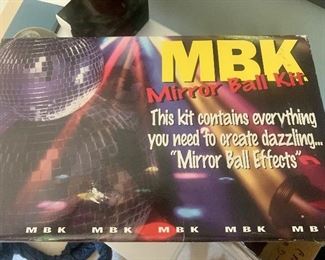 MBK
Mirror Ball Kit
This kit contains everything
you need to create dazzling...
"Mirror Ball Effects"
MBK MBK MBK MBK MBK